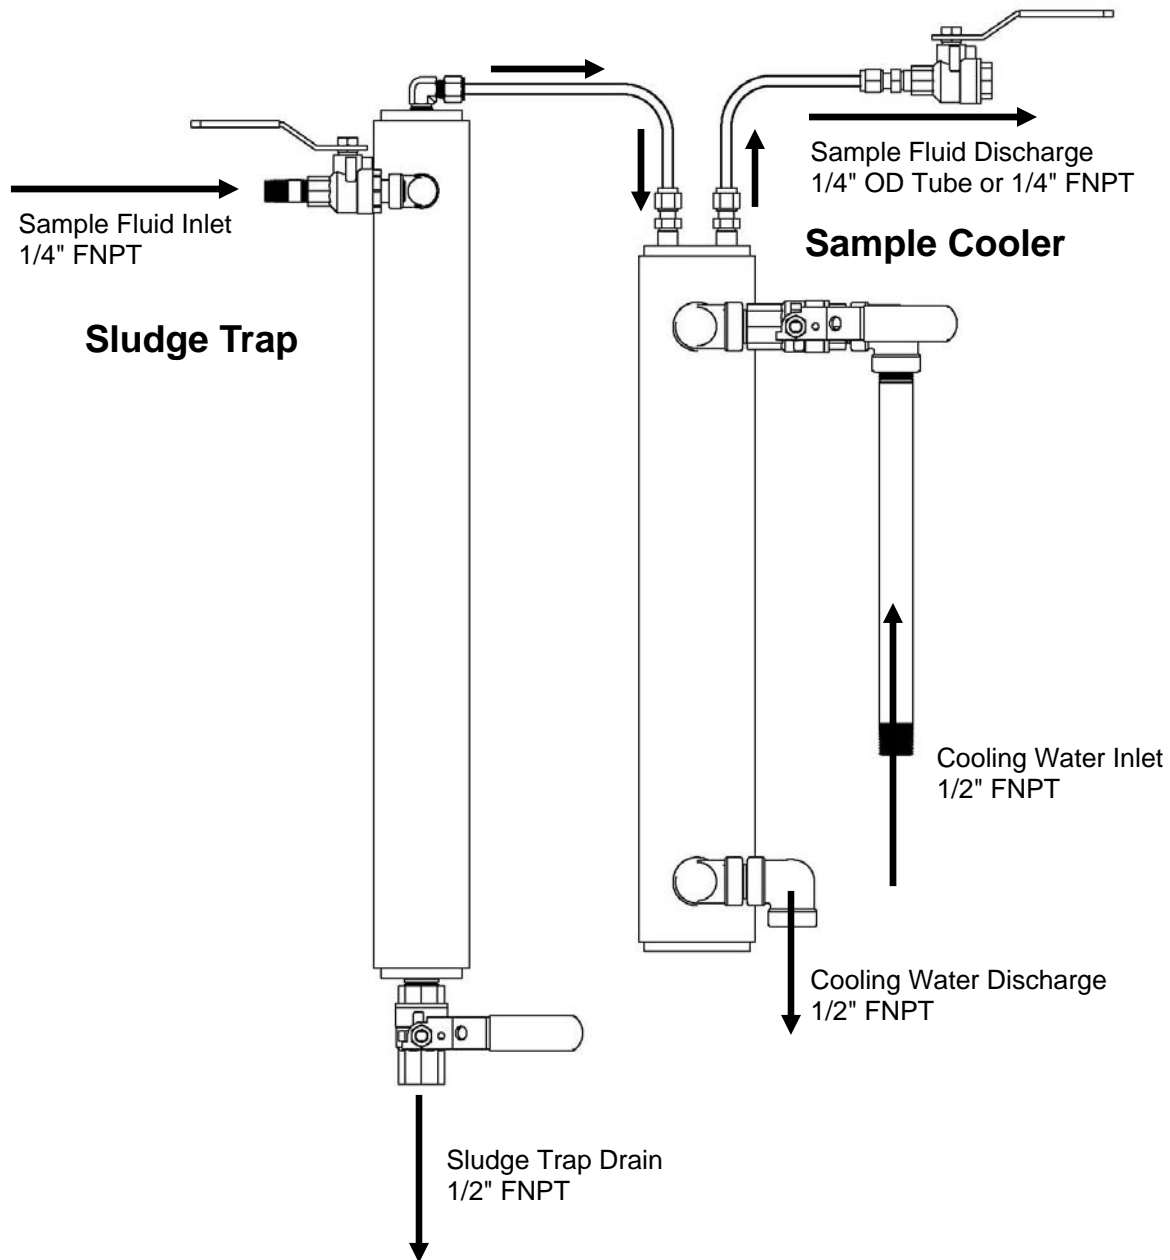 Sample Fluid Discharge
1/4" OD Tube or 1/4" FNPT
Sample Fluid Inlet
1/4" FNPT
Sample Cooler
Sludge Trap
Cooling Water Inlet
1/2" FNPT
Cooling Water Discharge
1/2" FNPT
Sludge Trap Drain
1/2" FNPT